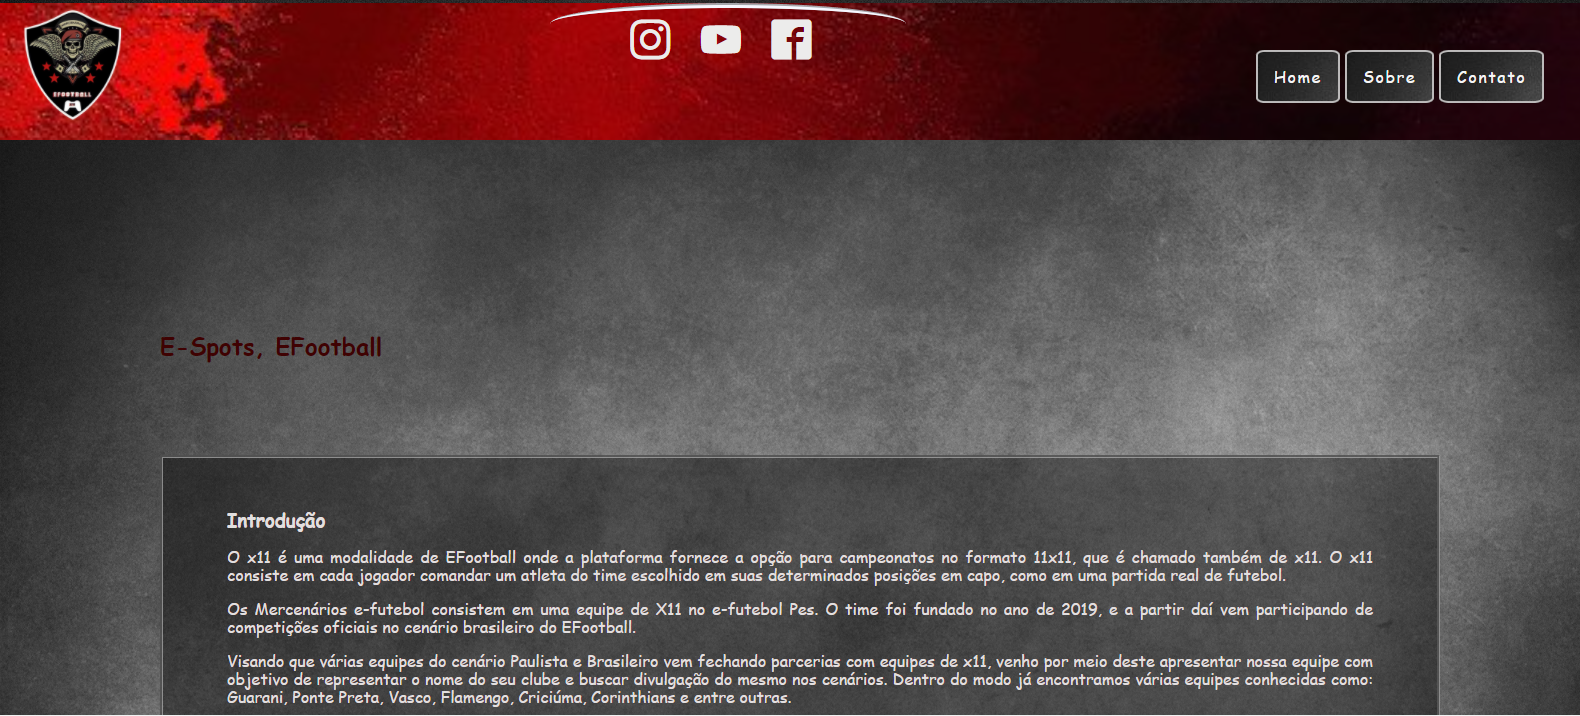 EFOOTBALL
Home
Sobre
Contato
E-Spots, EFootball
Introdução
O x11 é uma modalidade de EFootball onde a plataforma fornece a opção para campeonatos no formato 11x11, que é chamado também de x11. O x11
consiste em cada jogador comandar um atleta do time escolhido em suas determinados posições em capo, como em uma partida real de futebol.
Os Mercenários e-futebol consistem em uma equipe de X11 no e-futebol Pes. O time foi fundado no ano de 2019, e a partir daí vem participando de
competições oficiais no cenário brasileiro do EFootball.
Visando que várias equipes do cenário Paulista e Brasileiro vem fechando parcerias com equipes de x11, venho por meio deste apresentar nossa equipe com
objetivo de representar o nome do seu clube e buscar divulgação do mesmo nos cenários. Dentro do modo já encontramos várias equipes conhecidas como:
Guarani, Ponte Preta, Vasco, Flamengo, Criciúma, Corinthians e entre outras.